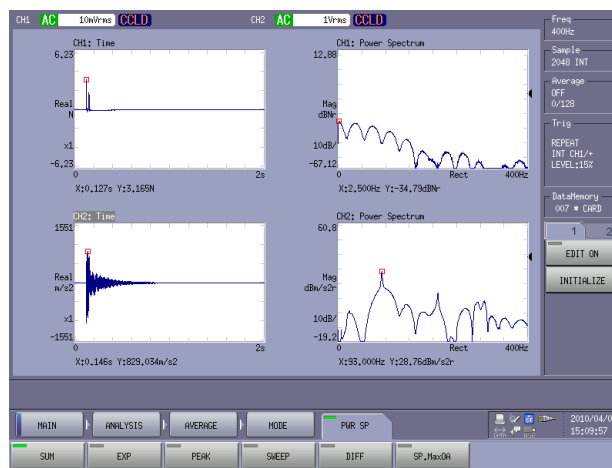 CH1 AC 10mVrms CCLD CH2 AC 1Vrms CCLD
Freq
400Hz
Sample
2048 INT
Average
OFF
0/128
Trig
REPEAT
INT CH1/+
LEVEL:15%
DataMemory
007 * CARD
1 2
EDIT ON
INITIALIZE
CH1: Time
6.23
Real
N
x1
-6.23
0 2s
X:0.127s Y:3.165N
CH1: Power Spectrum
12.88
Mag
dBNr
10dB/
-67.12
0 Rect 400Hz
X:2.500Hz Y:-34.79dBNr
CH2: Time
1551
Real
m/s2
x1
-1551
0 2s
X:0.146s Y:829.034m/s2
CH2: Power Spectrum
60.8
Mag
dBm/s2r
10dB/
-19.2
0 Rect 400Hz
X:93.000Hz Y:28.76dBm/s2r
MAIN ANALYSIS AVERAGE MODE PWR SP
2010/04/0
15:09:57
SUM EXP PEAK SWEEP DIFF SP.MaxOA